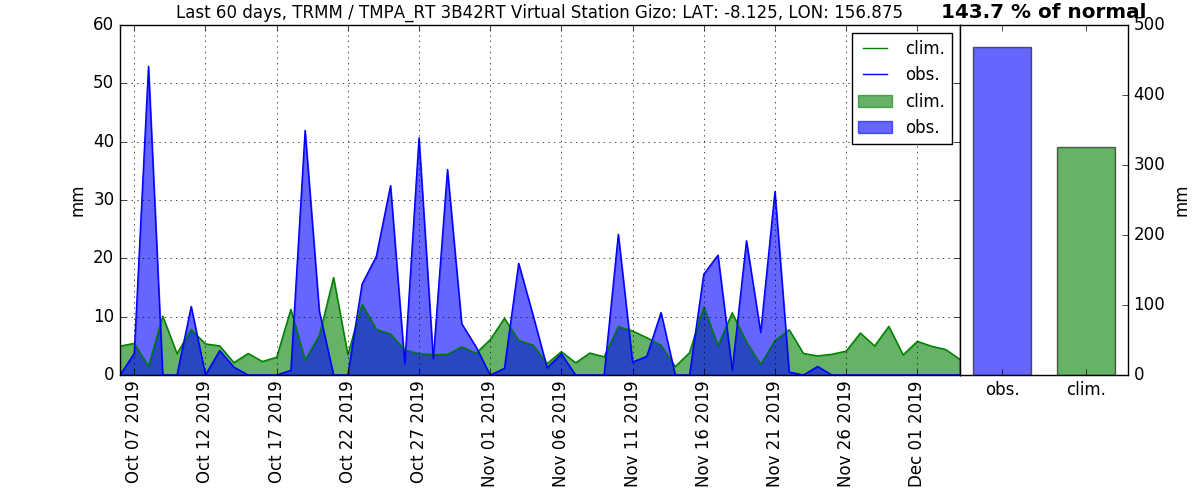 Last 60 days, TRMM / TMPA_RT 3B42RT Virtual Station Gizo: LAT: -8.125, LON: 156.875
143.7 % of normal
60
50
40
30
20
10
0
mm
clim.
obs.
clim.
obs.
500
400
300
200
100
0
mm
obs.
clim.
Oct 07 2019
Oct 12 2019
Oct 17 2019
Oct 22 2019
Oct 27 2019
Nov 01 2019
Nov 06 2019
Nov 11 2019
Nov 16 2019
Nov 21 2019
Nov 26 2019
Dec 01 2019